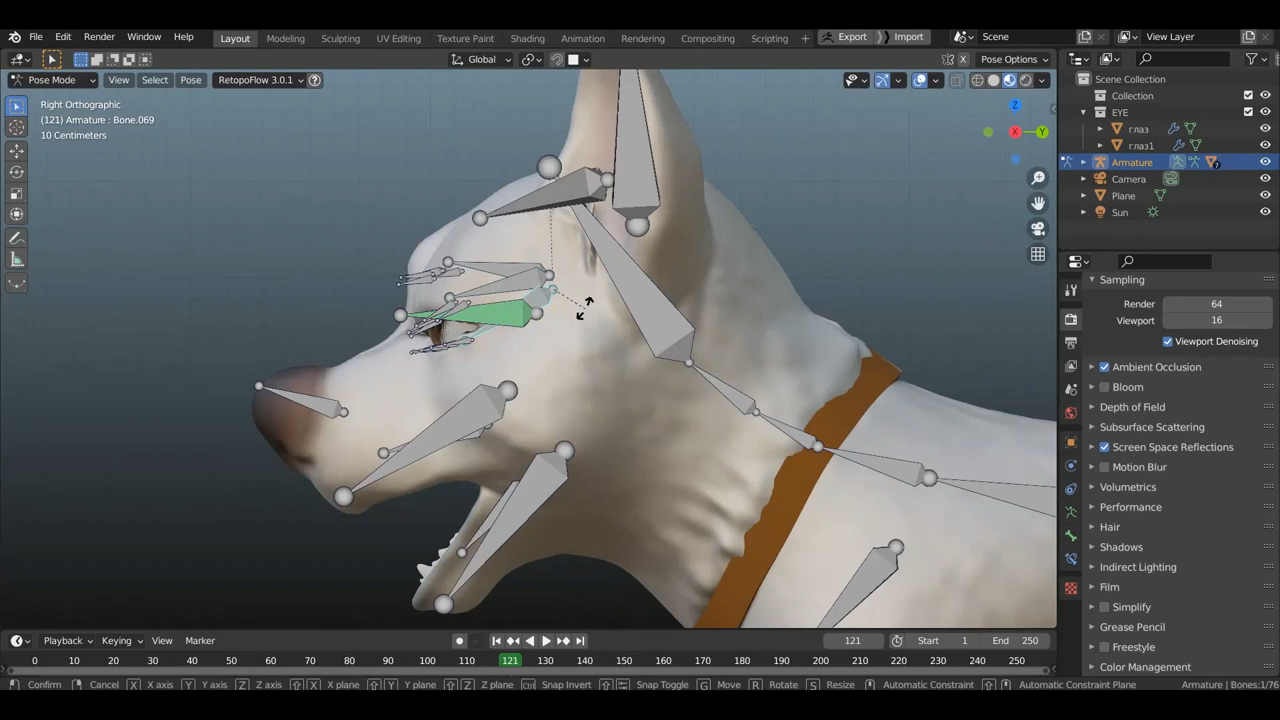 File Edit Render Window Help Layout Modeling Sculpting UV Editing Texture Paint Shading Animation Rendering Compositing Scripting + Export Import Scene View Layer
Global X Pose Options
Pose Mode View Select Pose RetopoFlow 3.0.1
Scene Collection
Collection
EYE
глаз
глаз1
Armature
Camera
Plane
Sun
Right Orthographic
(121) Armature : Bone.069
10 Centimeters
Z
X
Y
Sampling
Render 64
Viewport 16
Viewport Denoising
Ambient Occlusion
Bloom
Depth of Field
Subsurface Scattering
Screen Space Reflections
Motion Blur
Volumetrics
Performance
Hair
Shadows
Indirect Lighting
Film
Simplify
Grease Pencil
Freestyle
Color Management
Playback Keying View Marker 121 Start 1 End 250
0 10 20 30 40 50 60 70 80 90 100 110 121 130 140 150 160 170 180 190 200 210 220 230 240 250
Confirm Cancel X X axis Y Y axis Z Z axis X X plane Y Y plane Z Z plane Ctrl Snap Invert Snap Toggle G Move R Rotate S Resize Automatic Constraint Automatic Constraint Plane Armature | Bones:1/76